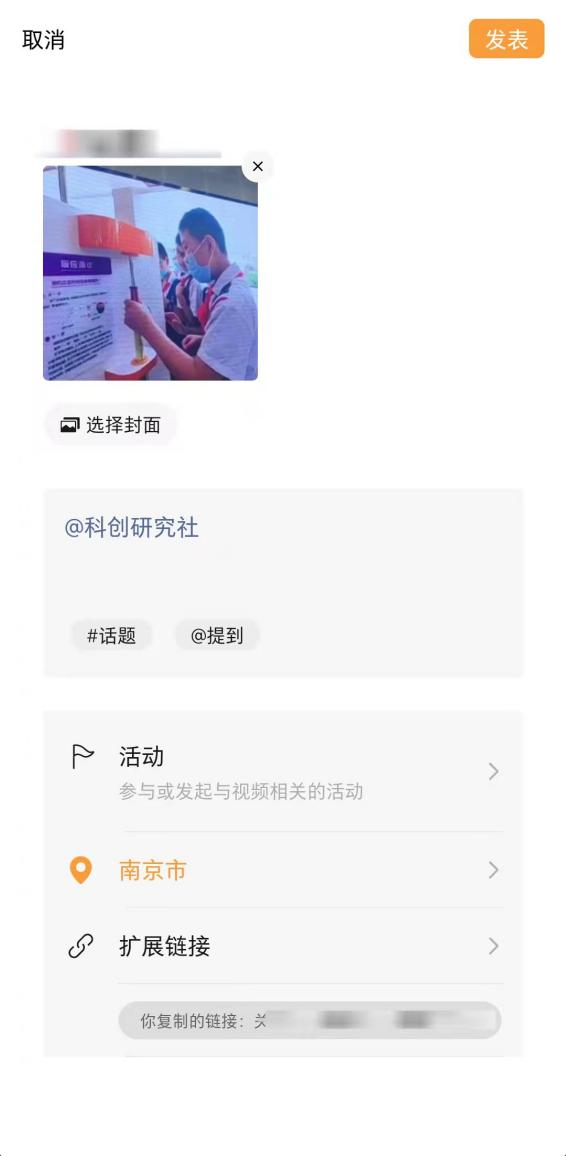 取消
发表
选择封面
@科创研究社
#话题
@提到
活动
参与或发起与视频相关的活动
南京市
扩展链接
你复制的链接：关